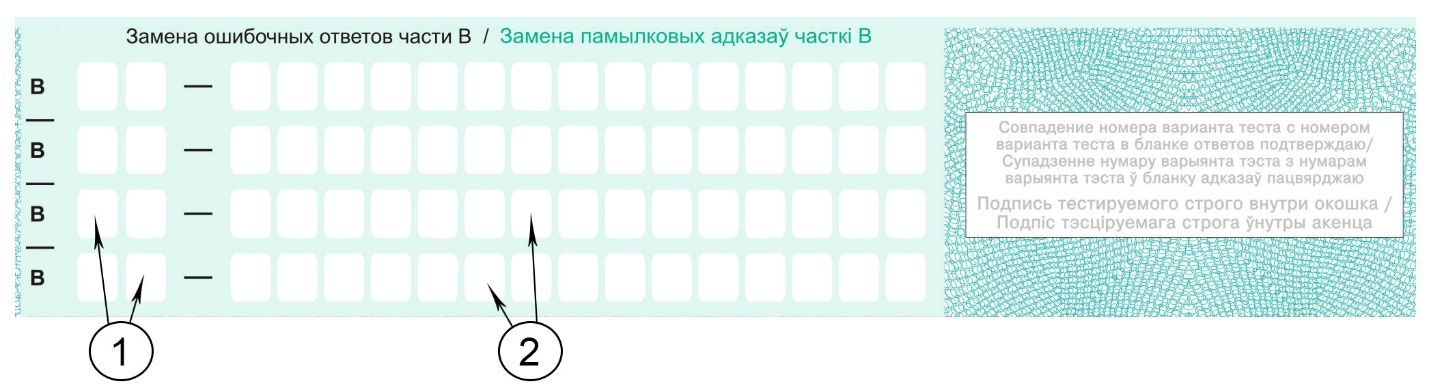 Замена ошибочных ответов части В / Замена памылковых адказаў часткі В
В —
В —
В —
В —
Совпадение номера варианта теста с номером
варианта теста в бланке ответов подтверждаю/
Супадзенне нумару варыянта тэста з нумарам
варыянта тэста ў бланку адказаў пацвярджаю
Подпись тестируемого строго внутри окошка /
Подпіс тэсціруемага строга ўнутры акенца
1
2